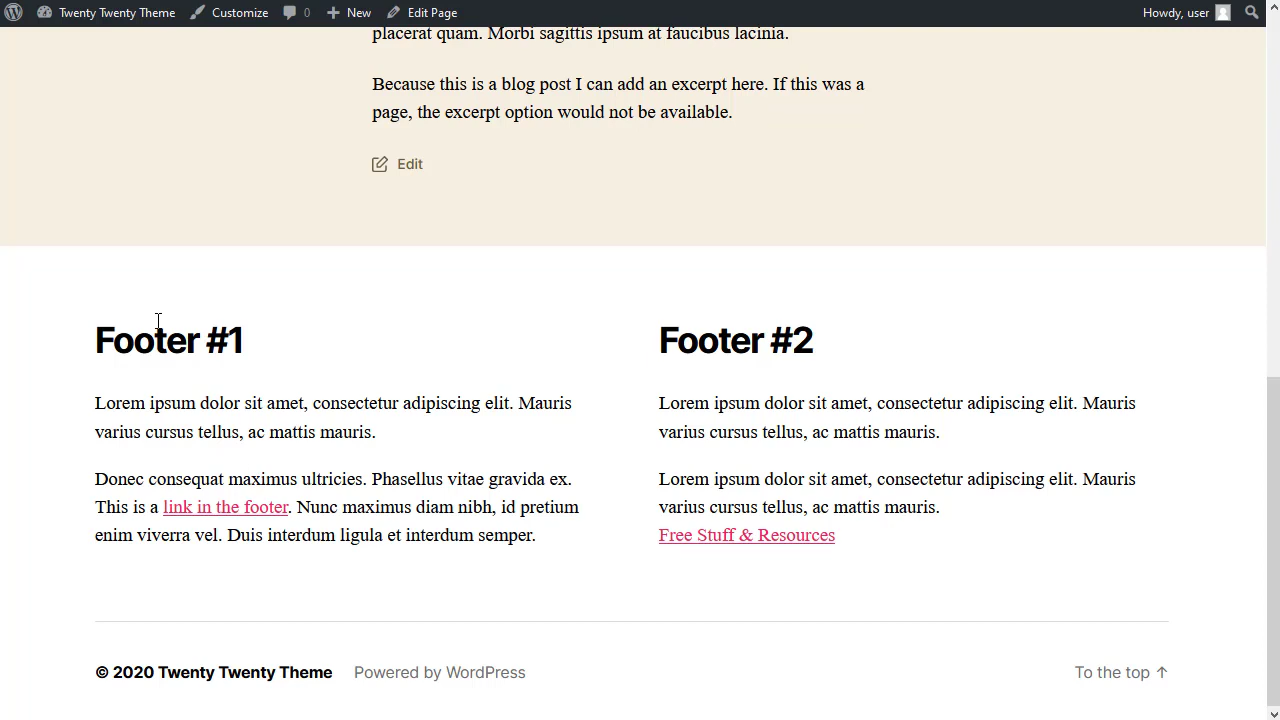 Twenty Twenty Theme Customize 0 New Edit Page Howdy, user
placerat quam. Morbi sagittis ipsum at faucibus lacinia.
Because this is a blog post I can add an excerpt here. If this was a
page, the excerpt option would not be available.
Edit
Footer #1
Lorem ipsum dolor sit amet, consectetur adipiscing elit. Mauris
varius cursus tellus, ac mattis mauris.
Donec consequat maximus ultricies. Phasellus vitae gravida ex.
This is a link in the footer. Nunc maximus diam nibh, id pretium
enim viverra vel. Duis interdum ligula et interdum semper.
Footer #2
Lorem ipsum dolor sit amet, consectetur adipiscing elit. Mauris
varius cursus tellus, ac mattis mauris.
Lorem ipsum dolor sit amet, consectetur adipiscing elit. Mauris
varius cursus tellus, ac mattis mauris.
Free Stuff & Resources
© 2020 Twenty Twenty Theme Powered by WordPress To the top ↑